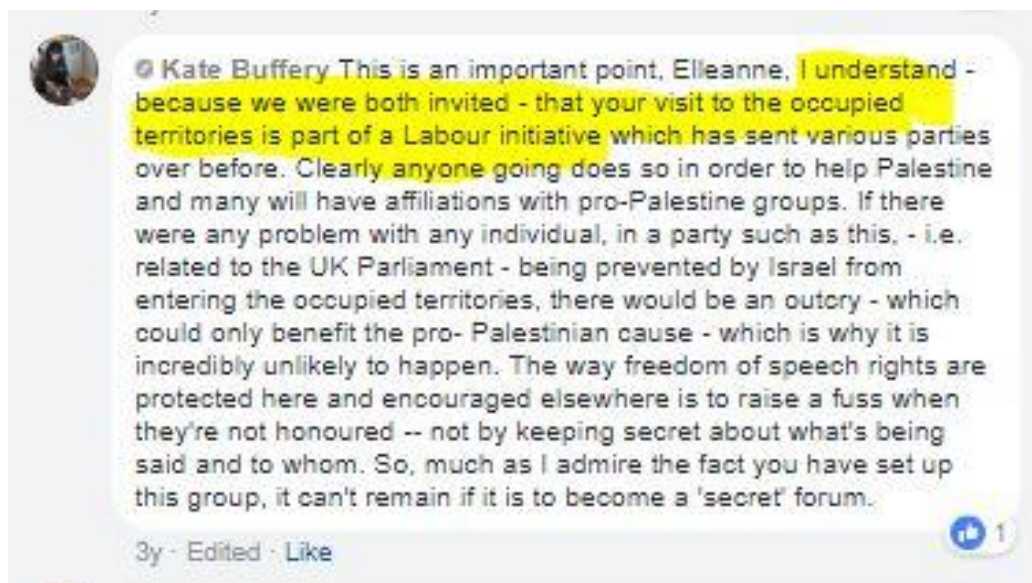 Kate Buffery This is an important point, Elleanne, I understand -
because we were both invited - that your visit to the occupied
territories is part of a Labour initiative which has sent various parties
over before. Clearly anyone going does so in order to help Palestine
and many will have affiliations with pro-Palestine groups. If there
were any problem with any individual, in a party such as this, - i.e.
related to the UK Parliament - being prevented by Israel from
entering the occupied territories, there would be an outcry - which
could only benefit the pro- Palestinian cause - which is why it is
incredibly unlikely to happen. The way freedom of speech rights are
protected here and encouraged elsewhere is to raise a fuss when
they're not honoured -- not by keeping secret about what's being
said and to whom. So, much as I admire the fact you have set up
this group, it can't remain if it is to become a 'secret' forum.
1
3y · Edited · Like